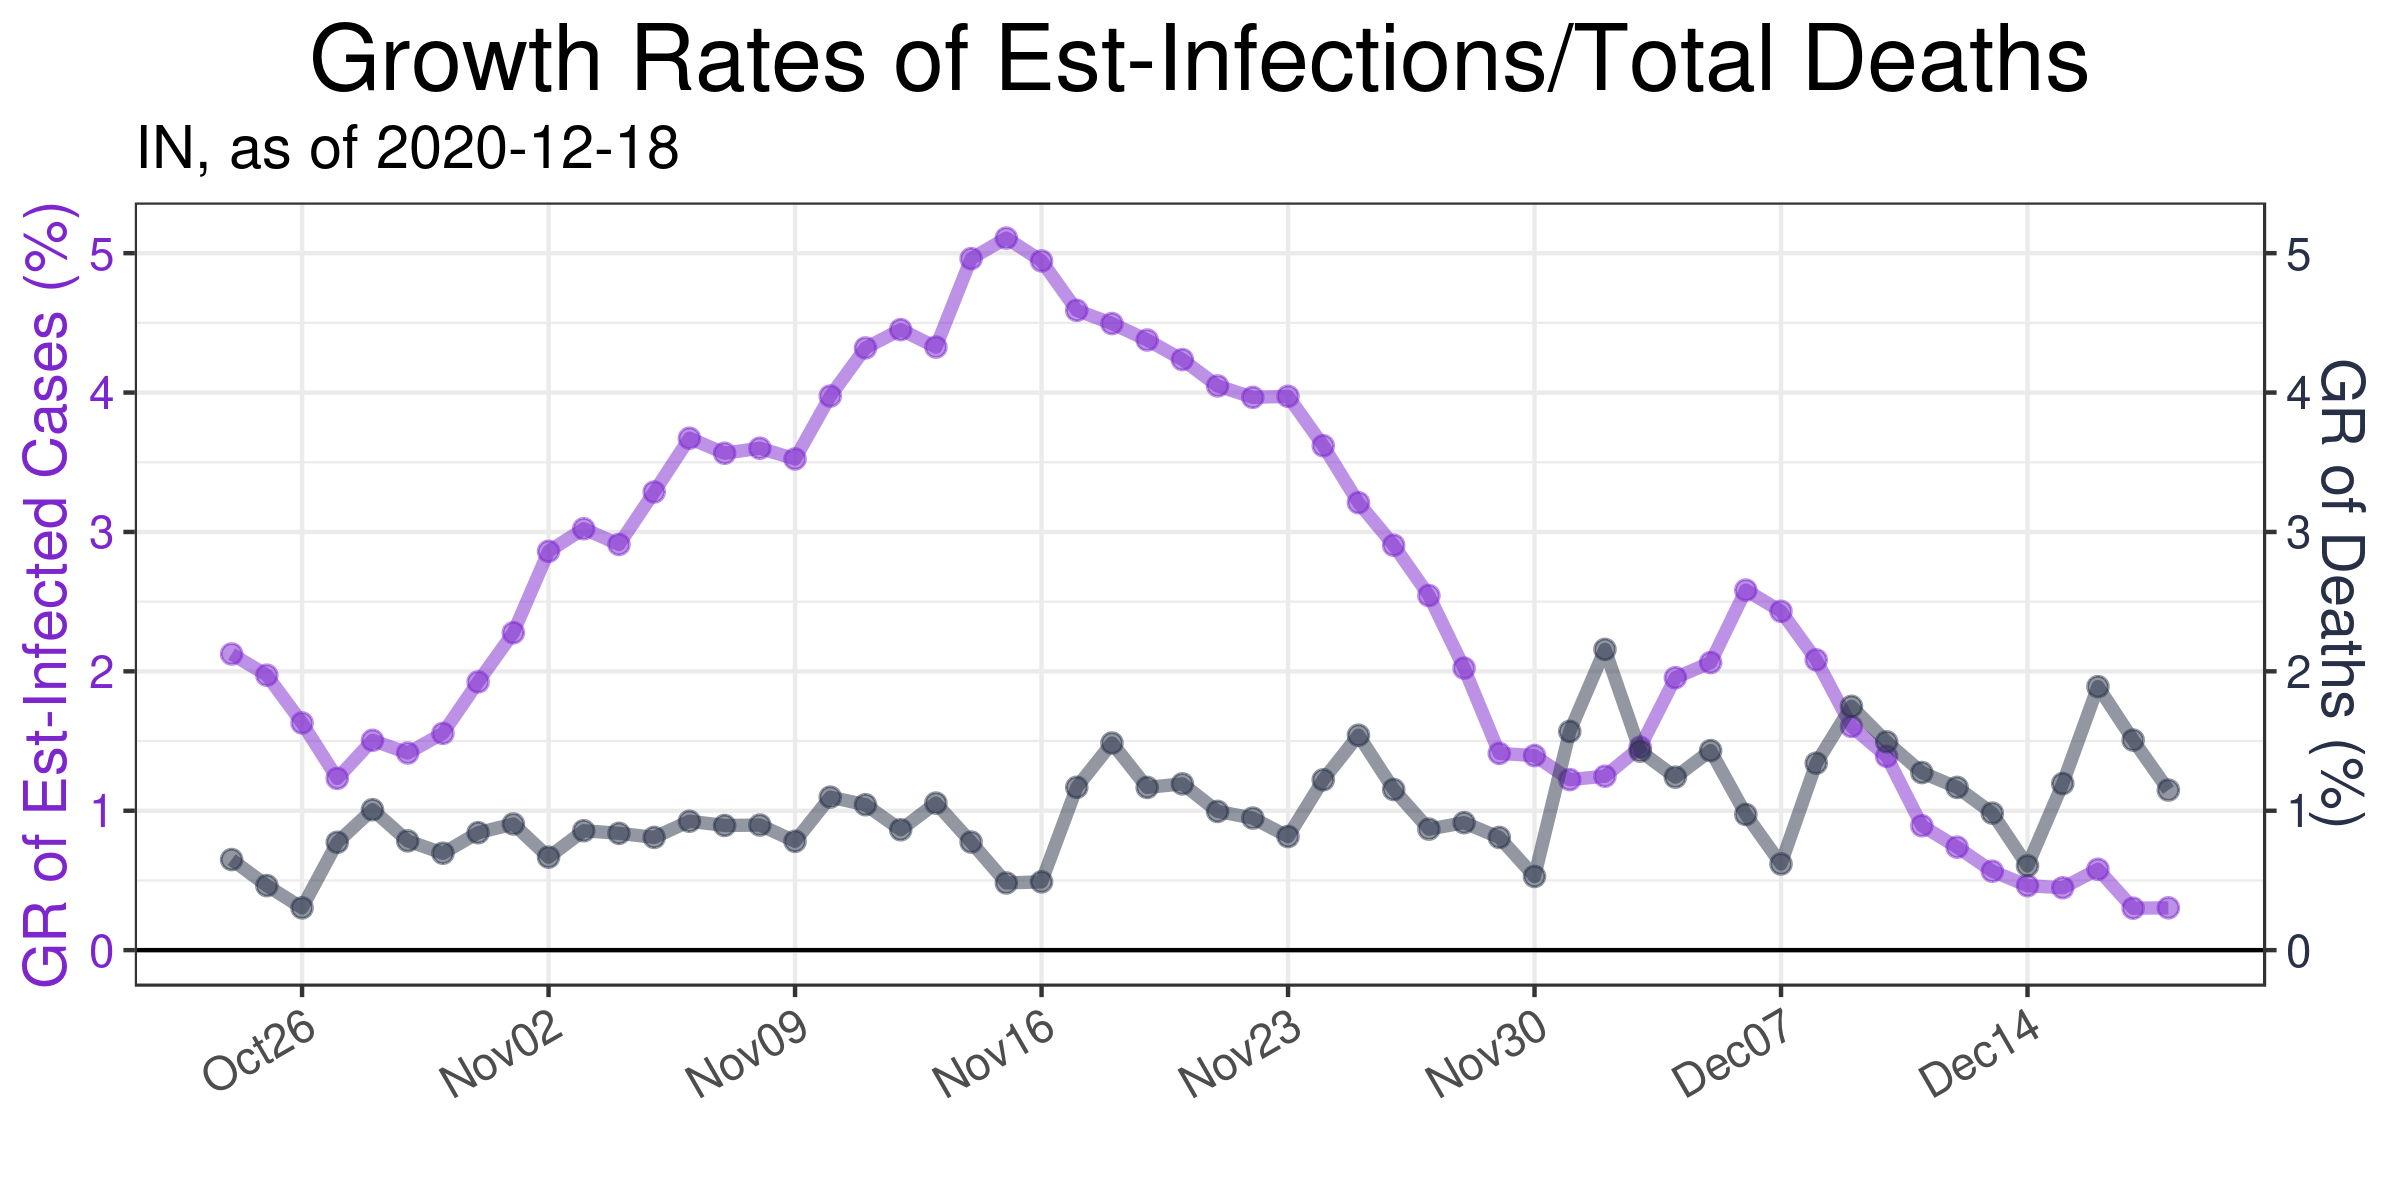 Growth Rates of Est-Infections/Total Deaths
IN, as of 2020-12-18
GR of Est-Infected Cases (%)
5
4
3
2
1
0
5
4
3
2
1
0
GR of Deaths (%)
Oct26
Nov02
Nov09
Nov16
Nov23
Nov30
Dec07
Dec14